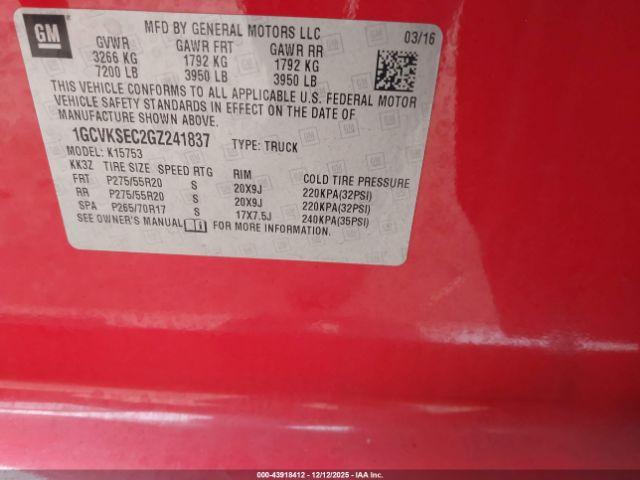 GM
MFD BY GENERAL MOTORS LLC
03/16
GVWR GAWR FRT GAWR RR
3266 KG 1792 KG 1792 KG
7200 LB 3950 LB 3950 LB
THIS VEHICLE CONFORMS TO ALL APPLICABLE U.S. FEDERAL MOTOR
VEHICLE SAFETY STANDARDS IN EFFECT ON THE DATE OF
MANUFACTURE SHOWN ABOVE.
1GCVKSEC2GZ241837 TYPE: TRUCK
MODEL: K15753
KK3Z TIRE SIZE SPEED RTG RIM COLD TIRE PRESSURE
FRT P275/55R20 S 20X9J 220KPA(32PSI)
RR P275/55R20 S 20X9J 220KPA(32PSI)
SPA P265/70R17 S 17X7.5J 240KPA(35PSI)
SEE OWNER'S MANUAL FOR MORE INFORMATION.
000-43918412 - 12/12/2025 - IAAI.com